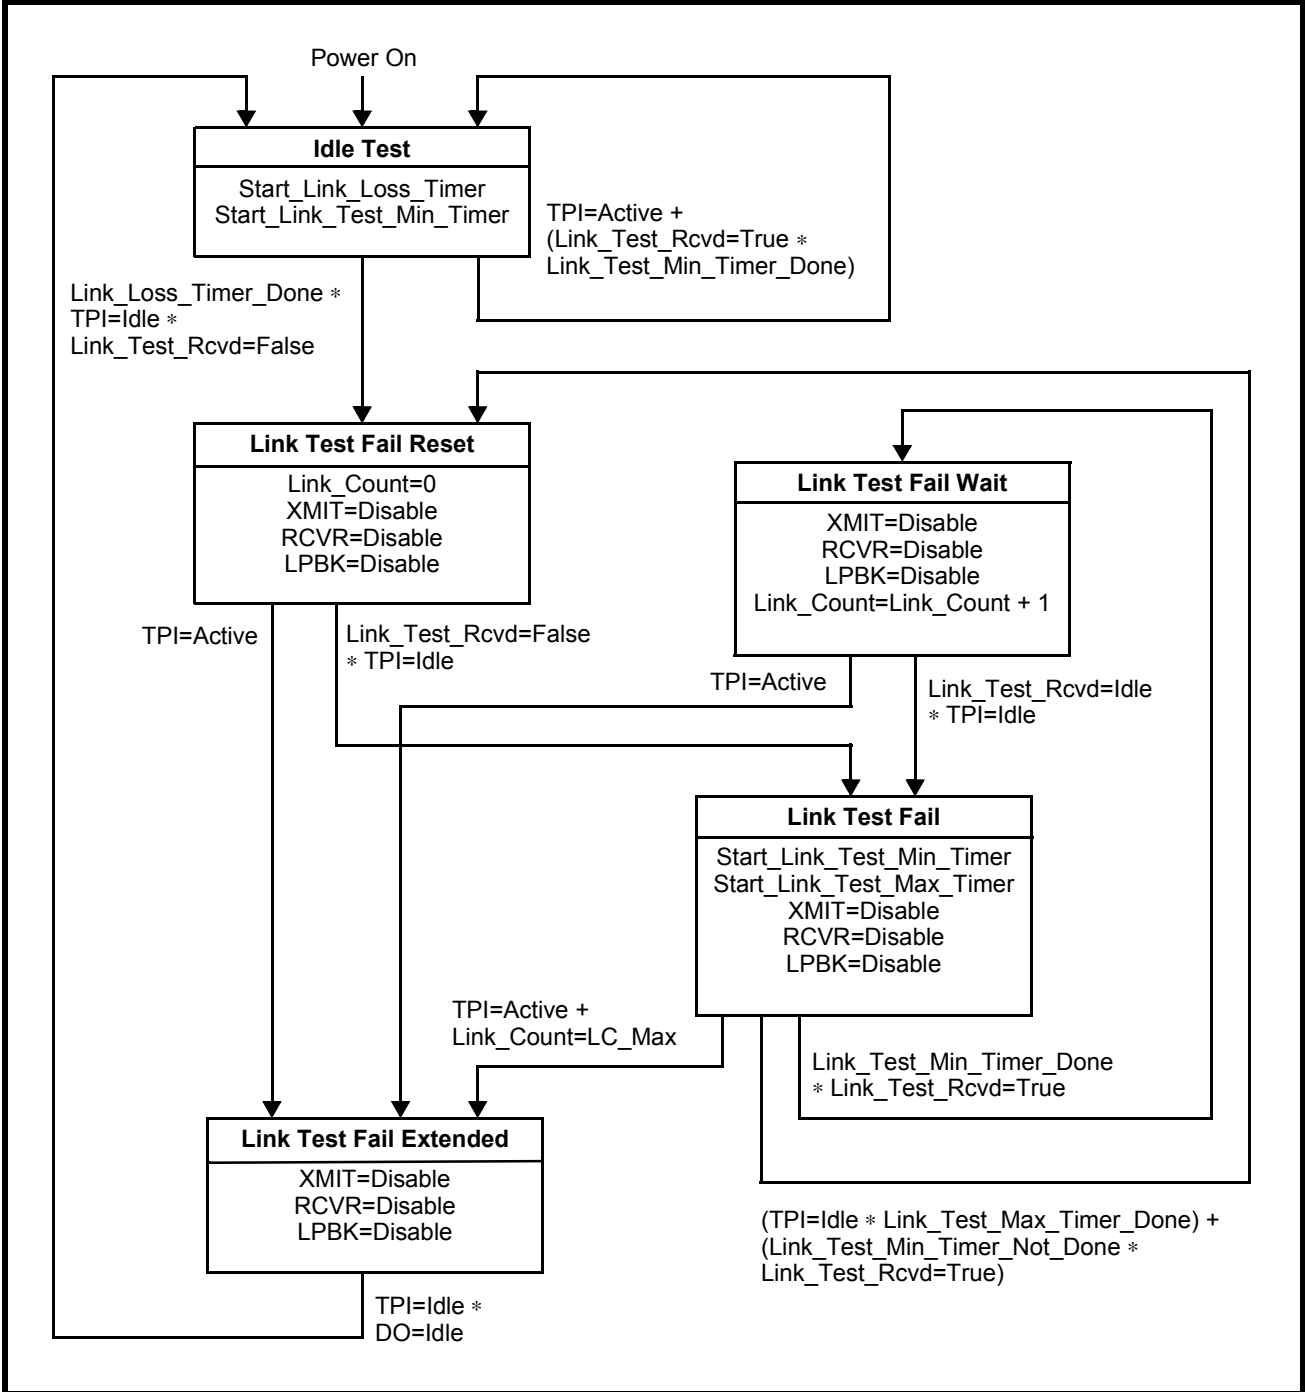 Power On
Idle Test
Start_Link_Loss_Timer
Start_Link_Test_Min_Timer
TPI=Active +
(Link_Test_Rcvd=True *
Link_Test_Min_Timer_Done)
Link_Loss_Timer_Done *
TPI=Idle *
Link_Test_Rcvd=False
Link Test Fail Reset
Link_Count=0
XMIT=Disable
RCVR=Disable
LPBK=Disable
Link Test Fail Wait
XMIT=Disable
RCVR=Disable
LPBK=Disable
Link_Count=Link_Count + 1
TPI=Active
Link_Test_Rcvd=False
* TPI=Idle
TPI=Active
Link_Test_Rcvd=Idle
* TPI=Idle
Link Test Fail
Start_Link_Test_Min_Timer
Start_Link_Test_Max_Timer
XMIT=Disable
RCVR=Disable
LPBK=Disable
TPI=Active +
Link_Count=LC_Max
Link_Test_Min_Timer_Done
* Link_Test_Rcvd=True
Link Test Fail Extended
XMIT=Disable
RCVR=Disable
LPBK=Disable
(TPI=Idle * Link_Test_Max_Timer_Done) +
(Link_Test_Min_Timer_Not_Done *
Link_Test_Rcvd=True)
TPI=Idle *
DO=Idle